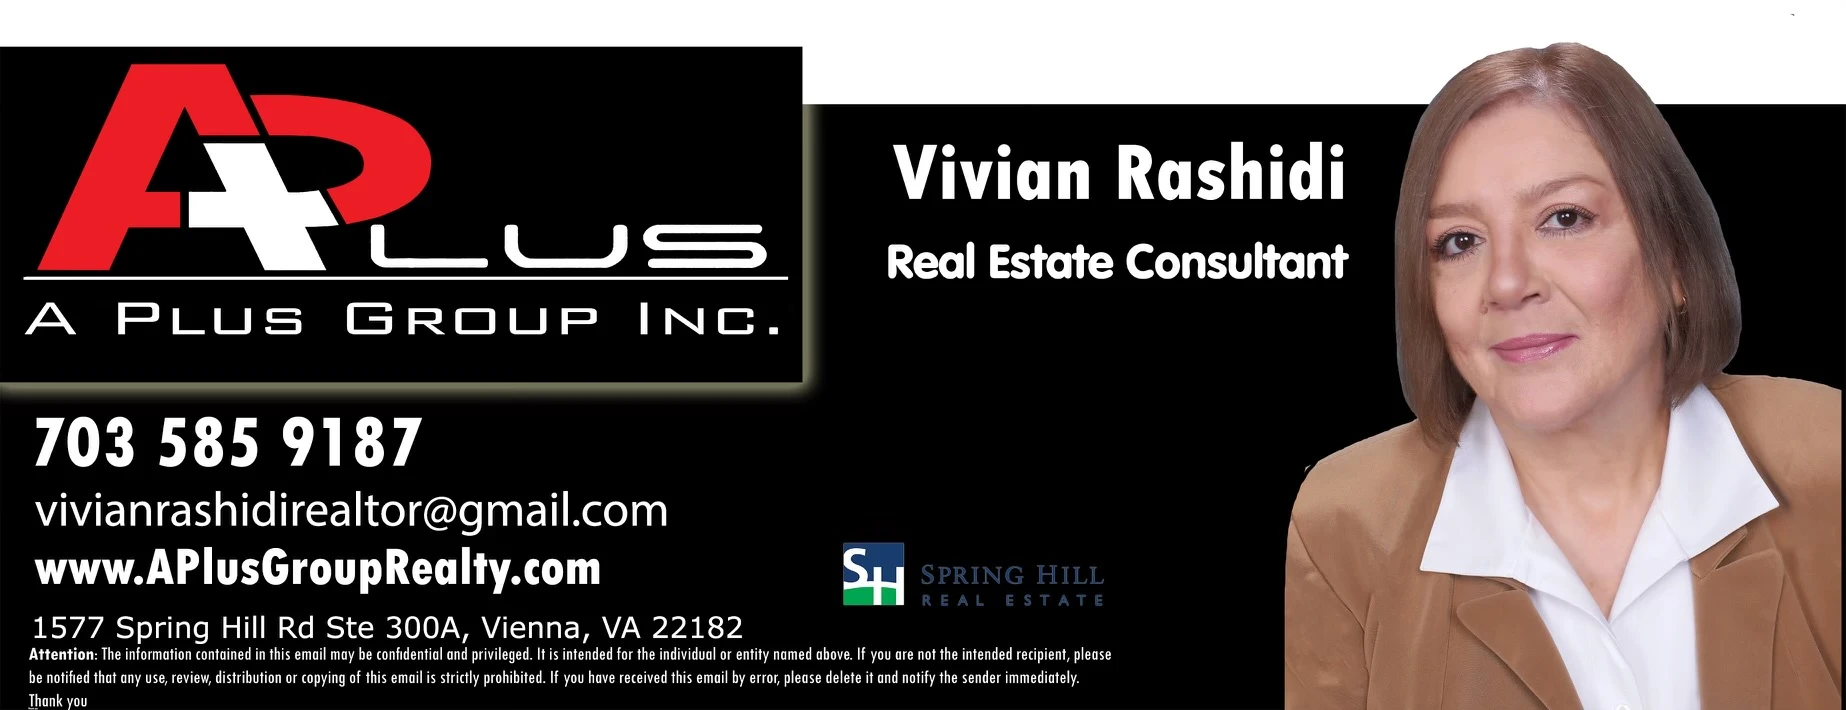 APLUS
A PLUS GROUP INC.
Vivian Rashidi
Real Estate Consultant
703 585 9187
vivianrashidirealtor@gmail.com
www.APlusGroupRealty.com
1577 Spring Hill Rd Ste 300A, Vienna, VA 22182
SH SPRING HILL
REAL ESTATE
Attention: The information contained in this email may be confidential and privileged. It is intended for the individual or entity named above. If you are not the intended recipient, please
be notified that any use, review, distribution or copying of this email is strictly prohibited. If you have received this email by error, please delete it and notify the sender immediately.
Thank you